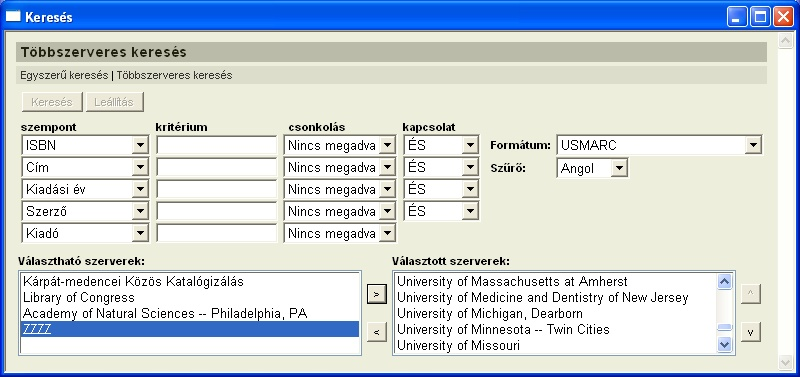 Keresés
Többszerveres keresés
Egyszerű keresés | Többszerveres keresés
Keresés Leállítás
szempont kritérium csonkolás kapcsolat
ISBN Nincs megadva ÉS Formátum: USMARC
Cím Nincs megadva ÉS Szűrő: Angol
Kiadási év Nincs megadva ÉS
Szerző Nincs megadva ÉS
Kiadó Nincs megadva
Választható szerverek: Választott szerverek:
Kárpát-medencei Közös Katalógizálás
Library of Congress
Academy of Natural Sciences -- Philadelphia, PA
ZZZZ
> 
<
University of Massachusetts at Amherst
University of Medicine and Dentistry of New Jersey
University of Michigan, Dearborn
University of Minnesota -- Twin Cities
University of Missouri
^
v